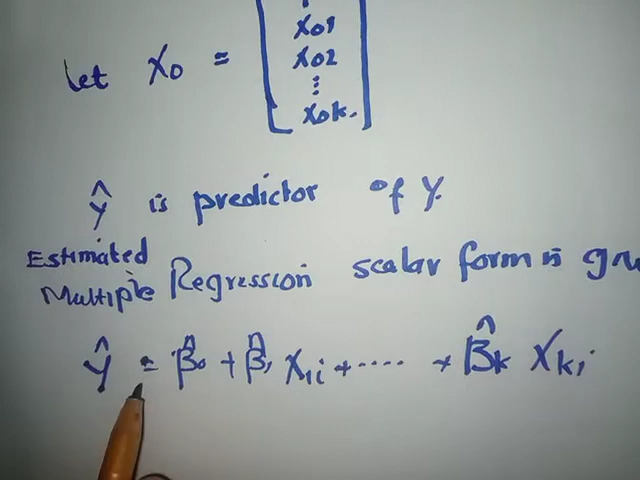 X01
let X0 = X02
⋮
X0k.
Ŷ is predictor of Y.
Estimated
Multiple Regression scalar form is
Ŷ = β̂0 + β̂1 X1i + ···· + β̂k Xki